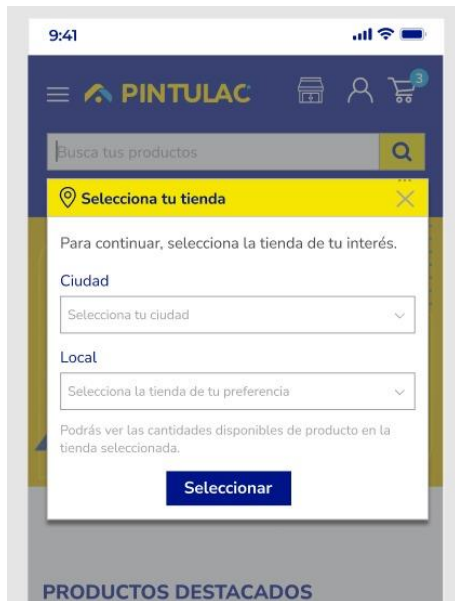 9:41
PINTULAC
3
Busca tus productos
Selecciona tu tienda
Para continuar, selecciona la tienda de tu interés.
Ciudad
Selecciona tu ciudad
Local
Selecciona la tienda de tu preferencia
Podrás ver las cantidades disponibles de producto en la
tienda seleccionada.
Seleccionar
PRODUCTOS DESTACADOS